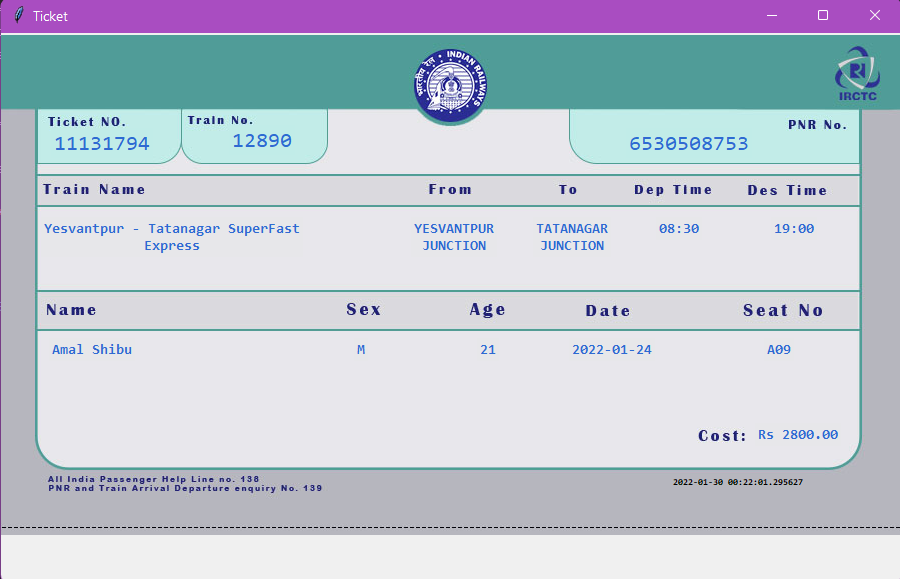 Ticket
भारतीय रेल • INDIAN RAILWAYS
IRCTC
Ticket NO.
11131794
Train No.
12890
PNR No.
6530508753
Train Name From To Dep Time Des Time
Yesvantpur - Tatanagar SuperFast Express YESVANTPUR JUNCTION TATANAGAR JUNCTION 08:30 19:00
Name Sex Age Date Seat No
Amal Shibu M 21 2022-01-24 A09
Cost: Rs 2800.00
All India Passenger Help Line no. 138
PNR and Train Arrival Departure enquiry No. 139
2022-01-30 00:22:01.295627